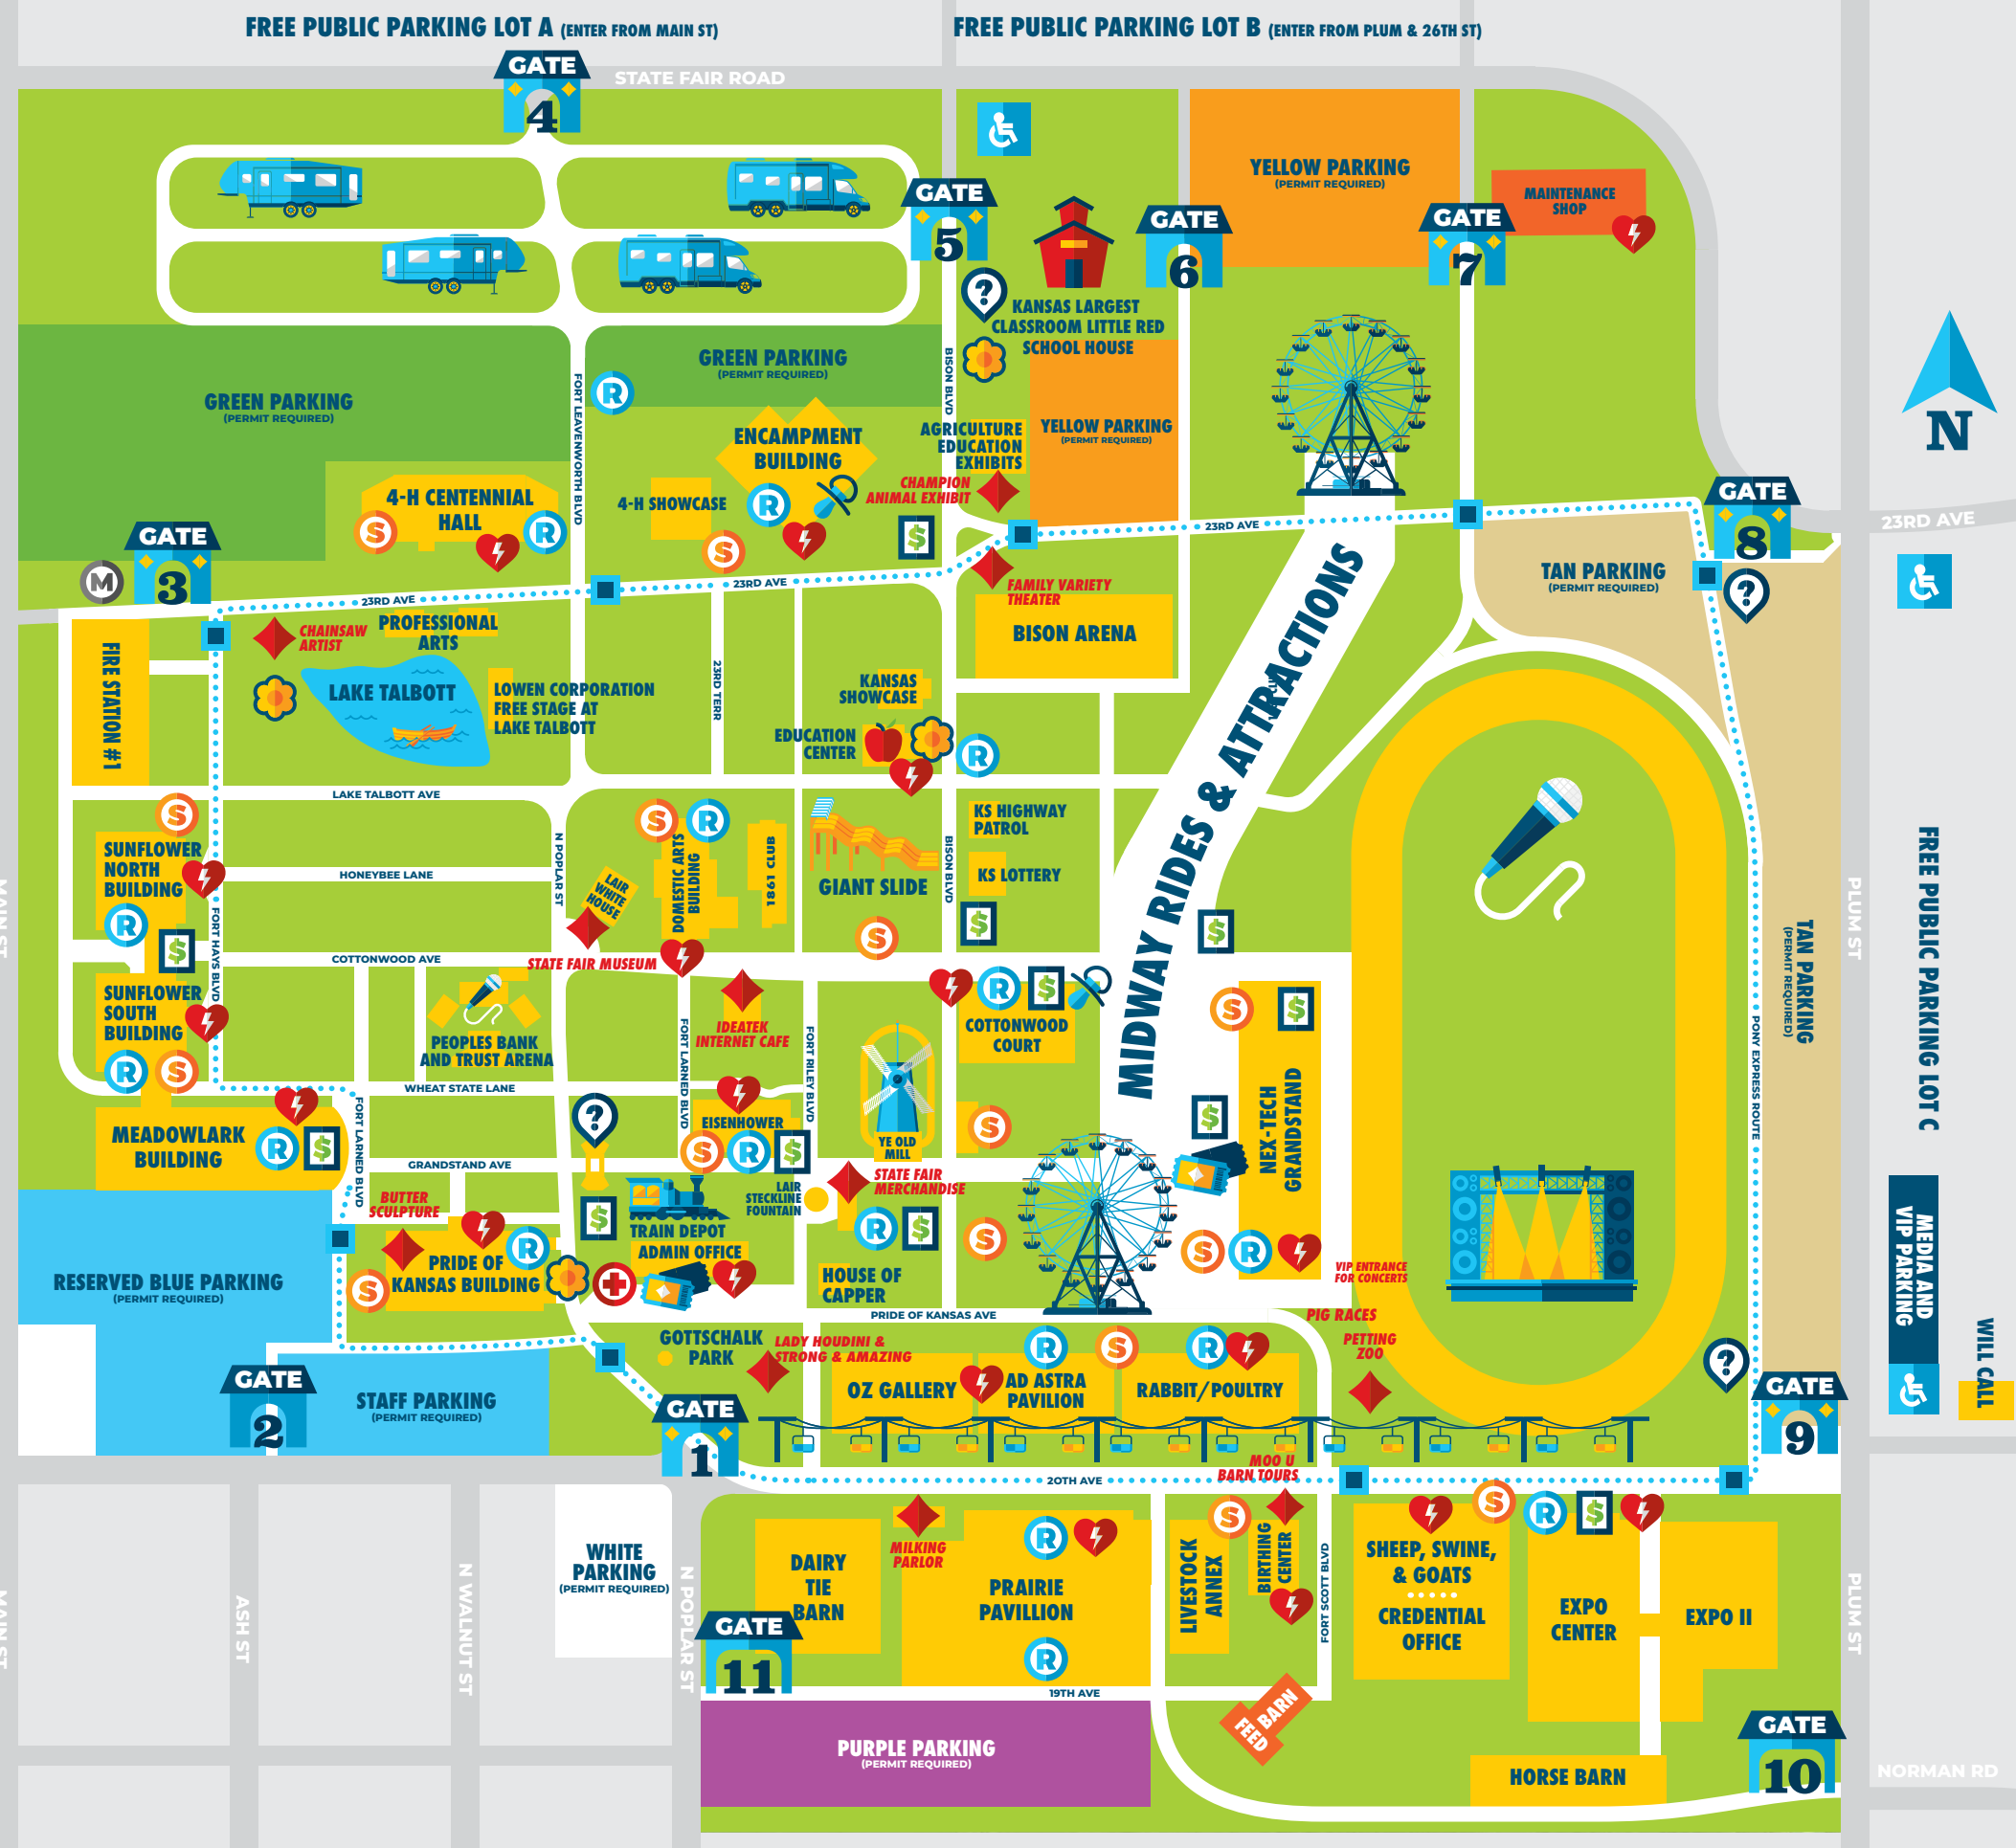 FREE PUBLIC PARKING LOT A (ENTER FROM MAIN ST)
FREE PUBLIC PARKING LOT B (ENTER FROM PLUM & 26TH ST)
GATE
4
STATE FAIR ROAD
YELLOW PARKING
(PERMIT REQUIRED)
MAINTENANCE
SHOP
GATE
5
GATE
6
GATE
7
?
KANSAS LARGEST
CLASSROOM LITTLE RED
SCHOOL HOUSE
GREEN PARKING
(PERMIT REQUIRED)
GREEN PARKING
(PERMIT REQUIRED)
FORT LEAVENWORTH BLVD
R
BISON BLVD
ENCAMPMENT
BUILDING
AGRICULTURE
EDUCATION
EXHIBITS
YELLOW PARKING
(PERMIT REQUIRED)
N
4-H CENTENNIAL
HALL
S
R
4-H SHOWCASE
R
S
CHAMPION
ANIMAL EXHIBIT
$
23RD AVE
GATE
8
23RD AVE
GATE
3
M
23RD AVE
23RD AVE
FAMILY VARIETY
THEATER
TAN PARKING
(PERMIT REQUIRED)
?
CHAINSAW
ARTIST
PROFESSIONAL
ARTS
BISON ARENA
FIRE STATION #1
LAKE TALBOTT
LOWEN CORPORATION
FREE STAGE AT
LAKE TALBOTT
23RD TERR
KANSAS
SHOWCASE
EDUCATION
CENTER
R
MIDWAY RIDES & ATTRACTIONS
LAKE TALBOTT AVE
S
SUNFLOWER
NORTH
BUILDING
R
$
HONEYBEE LANE
FORT HAYS BLVD
N POPLAR ST
LAIR
WHITE
HOUSE
S
R
DOMESTIC ARTS
BUILDING
1861 CLUB
GIANT SLIDE
S
BISON BLVD
KS HIGHWAY
PATROL
KS LOTTERY
$
$
MAIN ST
PLUM ST
FREE PUBLIC PARKING LOT C
TAN PARKING
(PERMIT REQUIRED)
COTTONWOOD AVE
STATE FAIR MUSEUM
SUNFLOWER
SOUTH
BUILDING
R
S
PEOPLES BANK
AND TRUST ARENA
IDEATEK
INTERNET CAFE
FORT LARNED BLVD
FORT RILEY BLVD
R
$
COTTONWOOD
COURT
S
$
NEX-TECH
GRANDSTAND
PONY EXPRESS ROUTE
WHEAT STATE LANE
MEADOWLARK
BUILDING
R
$
FORT LARNED BLVD
?
EISENHOWER
S
R
$
YE OLD
MILL
S
$
GRANDSTAND AVE
BUTTER
SCULPTURE
$
TRAIN DEPOT
LAIR
STECKLINE
FOUNTAIN
STATE FAIR
MERCHANDISE
R
$
S
S
R
MEDIA AND
VIP PARKING
RESERVED BLUE PARKING
(PERMIT REQUIRED)
S
PRIDE OF
KANSAS BUILDING
R
ADMIN OFFICE
HOUSE OF
CAPPER
VIP ENTRANCE
FOR CONCERTS
PRIDE OF KANSAS AVE
PIG RACES
WILL CALL
GOTTSCHALK
PARK
LADY HOUDINI &
STRONG & AMAZING
R
S
R
PETTING
ZOO
?
GATE
2
STAFF PARKING
(PERMIT REQUIRED)
GATE
1
OZ GALLERY
AD ASTRA
PAVILION
RABBIT/POULTRY
GATE
9
20TH AVE
MOO U
BARN TOURS
WHITE
PARKING
(PERMIT REQUIRED)
DAIRY
TIE
BARN
MILKING
PARLOR
R
PRAIRIE
PAVILLION
R
S
LIVESTOCK
ANNEX
BIRTHING
CENTER
FORT SCOTT BLVD
SHEEP, SWINE,
& GOATS
CREDENTIAL
OFFICE
S
R
$
EXPO
CENTER
EXPO II
MAIN ST
ASH ST
N WALNUT ST
N POPLAR ST
PLUM ST
GATE
11
19TH AVE
FEED BARN
PURPLE PARKING
(PERMIT REQUIRED)
HORSE BARN
GATE
10
NORMAN RD